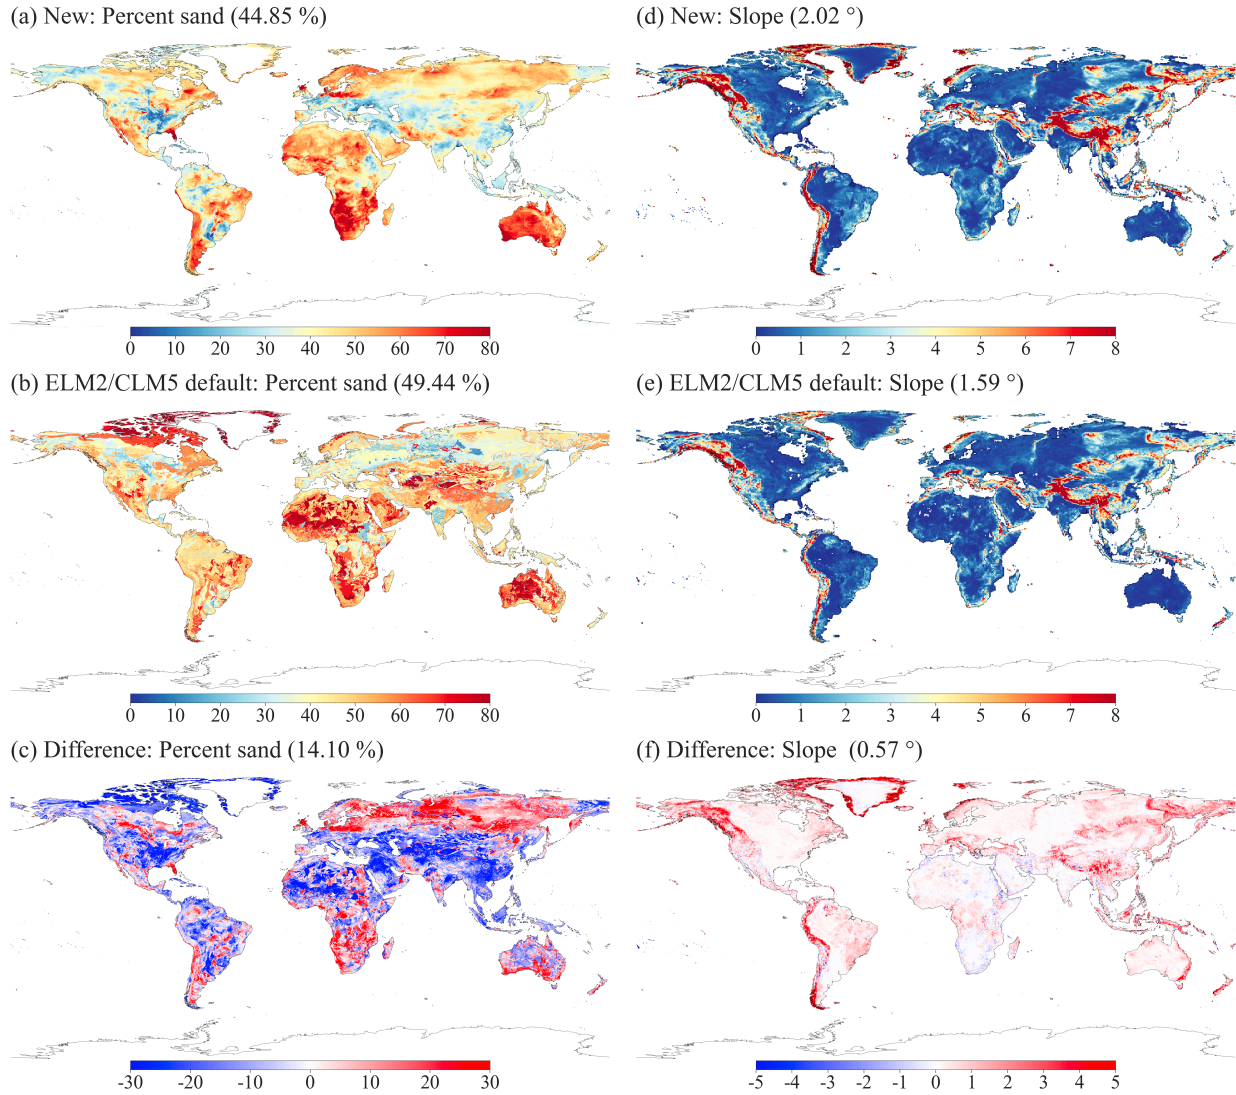 (a) New: Percent sand (44.85 %)
0 10 20 30 40 50 60 70 80
(b) ELM2/CLM5 default: Percent sand (49.44 %)
0 10 20 30 40 50 60 70 80
(c) Difference: Percent sand (14.10 %)
-30 -20 -10 0 10 20 30
(d) New: Slope (2.02 °)
0 1 2 3 4 5 6 7 8
(e) ELM2/CLM5 default: Slope (1.59 °)
0 1 2 3 4 5 6 7 8
(f) Difference: Slope (0.57 °)
-5 -4 -3 -2 -1 0 1 2 3 4 5